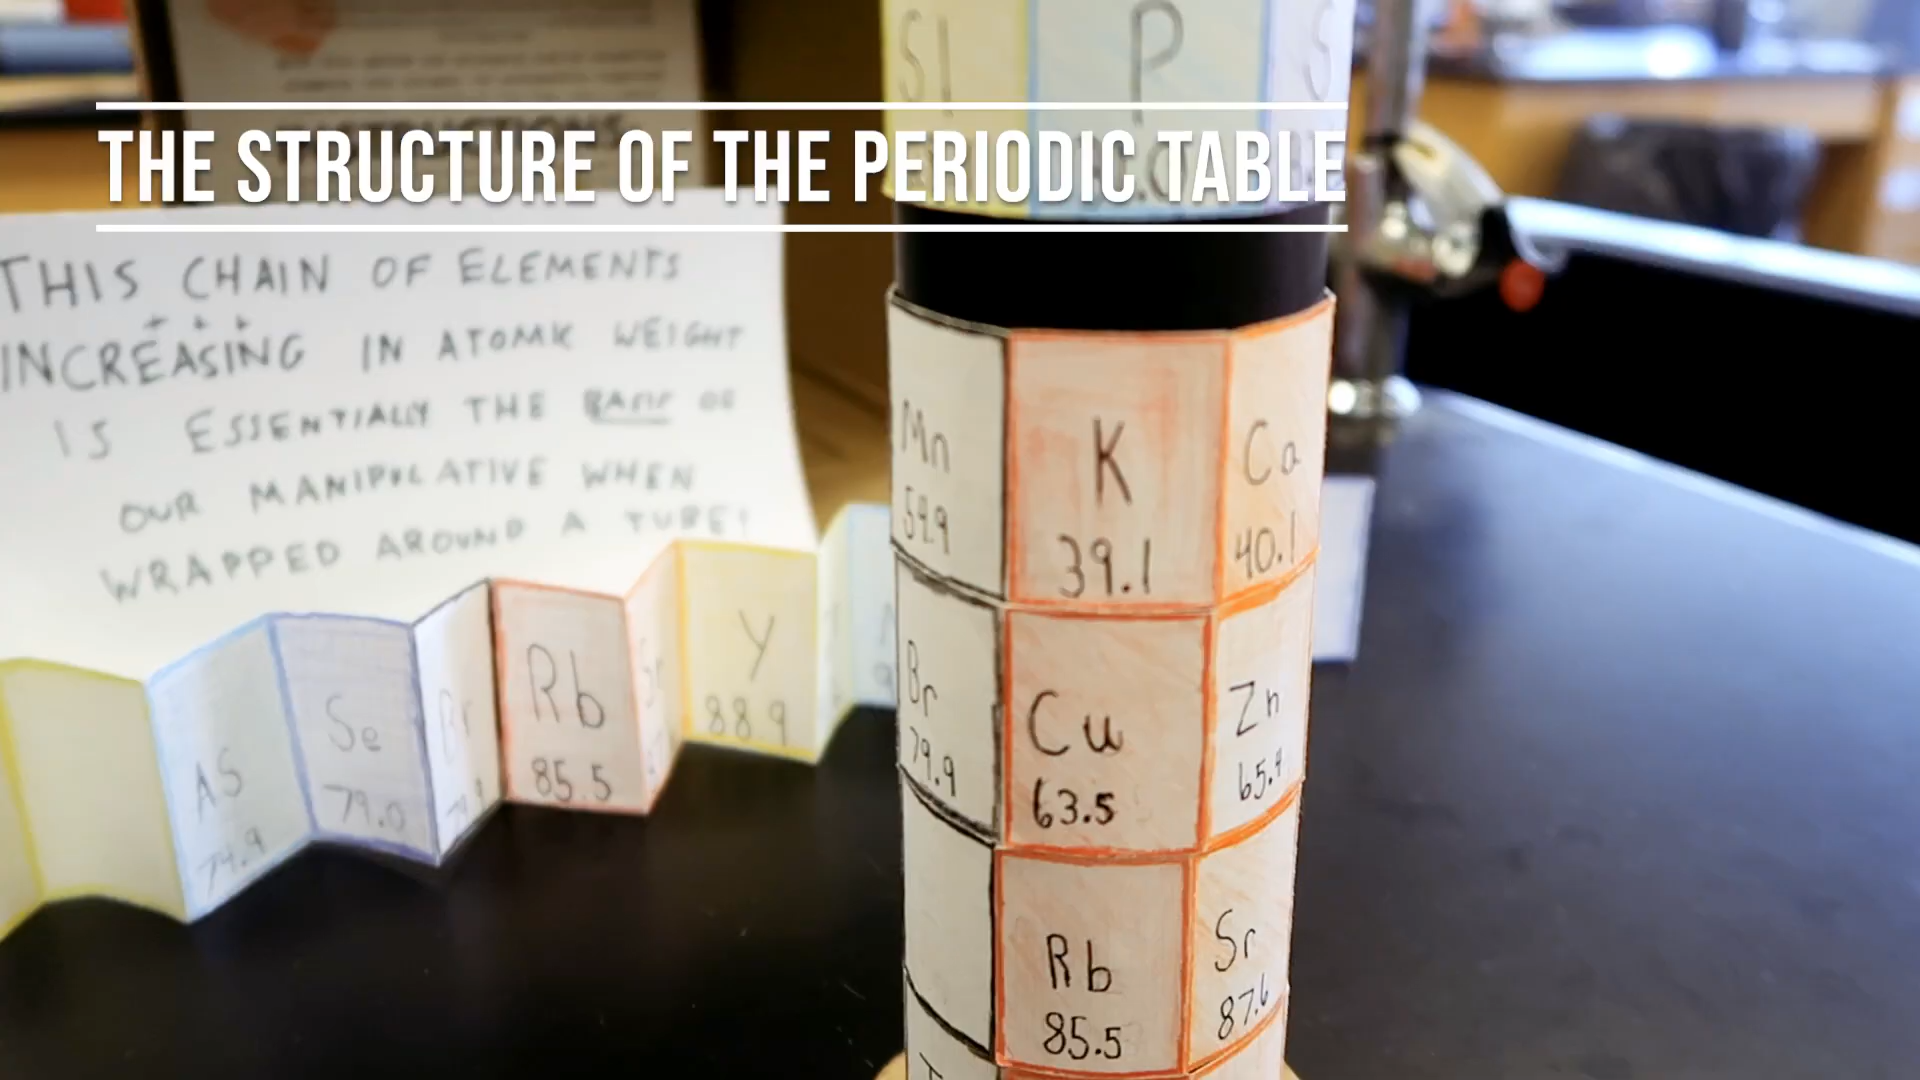 THE STRUCTURE OF THE PERIODIC TABLE
THIS CHAIN OF ELEMENTS
INCREASING IN ATOMIC WEIGHT
IS ESSENTIALLY THE OF
OUR MANIPULATIVE WHEN
WRAPPED AROUND A TUBE!
AS
74.9
Se
79.0
Br
79.9
Rb
85.5
Sr
Y
88.9
Si
P
S
Mn
K
39.1
Ca
40.1
Br
79.9
Cu
63.5
Zn
65.4
Rb
85.5
Sr
87.6